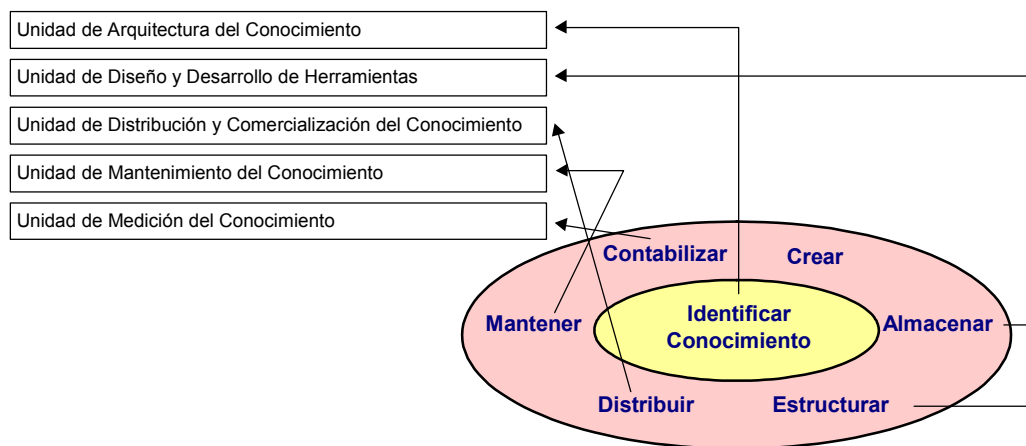 Unidad de Arquitectura del Conocimiento
Unidad de Diseño y Desarrollo de Herramientas
Unidad de Distribución y Comercialización del Conocimiento
Unidad de Mantenimiento del Conocimiento
Unidad de Medición del Conocimiento
Contabilizar
Crear
Mantener
Identificar
Conocimiento
Almacenar
Distribuir
Estructurar